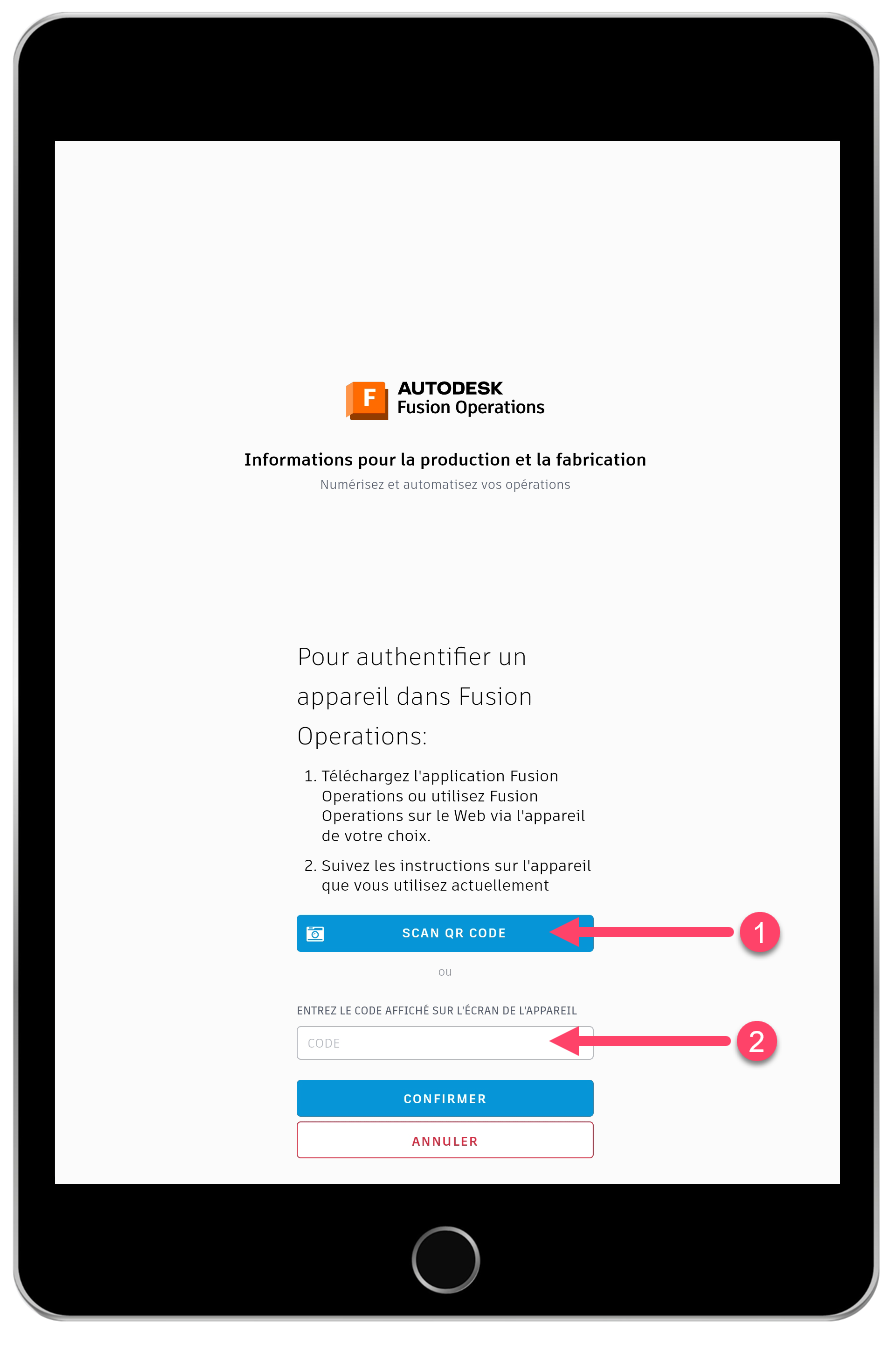 F
AUTODESK
Fusion Operations
Informations pour la production et la fabrication
Numérisez et automatisez vos opérations
Pour authentifier un
appareil dans Fusion
Operations:
1. Téléchargez l'application Fusion
Operations ou utilisez Fusion
Operations sur le Web via l'appareil
de votre choix.
2. Suivez les instructions sur l'appareil
que vous utilisez actuellement
SCAN QR CODE
1
ou
ENTREZ LE CODE AFFICHÉ SUR L'ÉCRAN DE L'APPAREIL
CODE
2
CONFIRMER
ANNULER